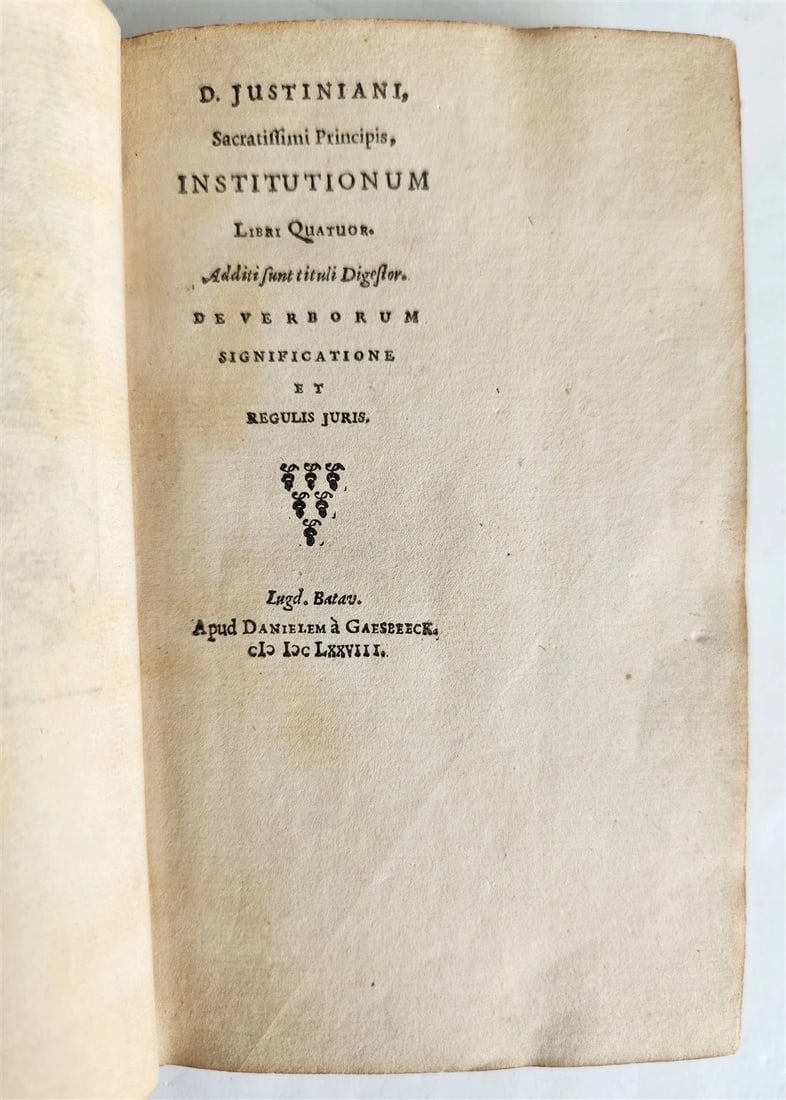 D. JUSTINIANI,
Sacratiſſimi Principis,
INSTITUTIONUM
LIBRI QUATUOR.
Additi ſunt tituli Digeſtor.
DE VERBORUM
SIGNIFICATIONE
ET
REGULIS JURIS.
Lugd. Batav.
Apud DANIELEM à GAESBEECK.
cIↄ Iↄc LXXVIII.